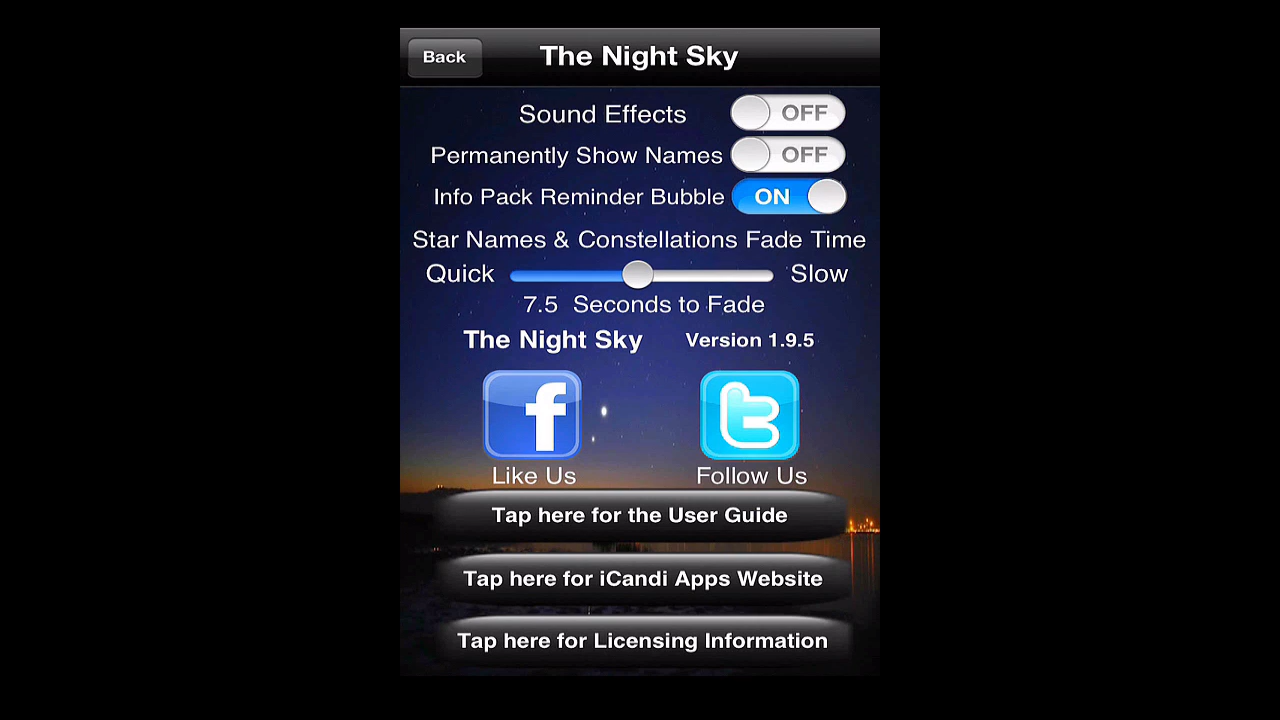 Back The Night Sky
Sound Effects OFF
Permanently Show Names OFF
Info Pack Reminder Bubble ON
Star Names & Constellations Fade Time
Quick Slow
7.5 Seconds to Fade
The Night Sky Version 1.9.5
Like Us Follow Us
Tap here for the User Guide
Tap here for iCandi Apps Website
Tap here for Licensing Information